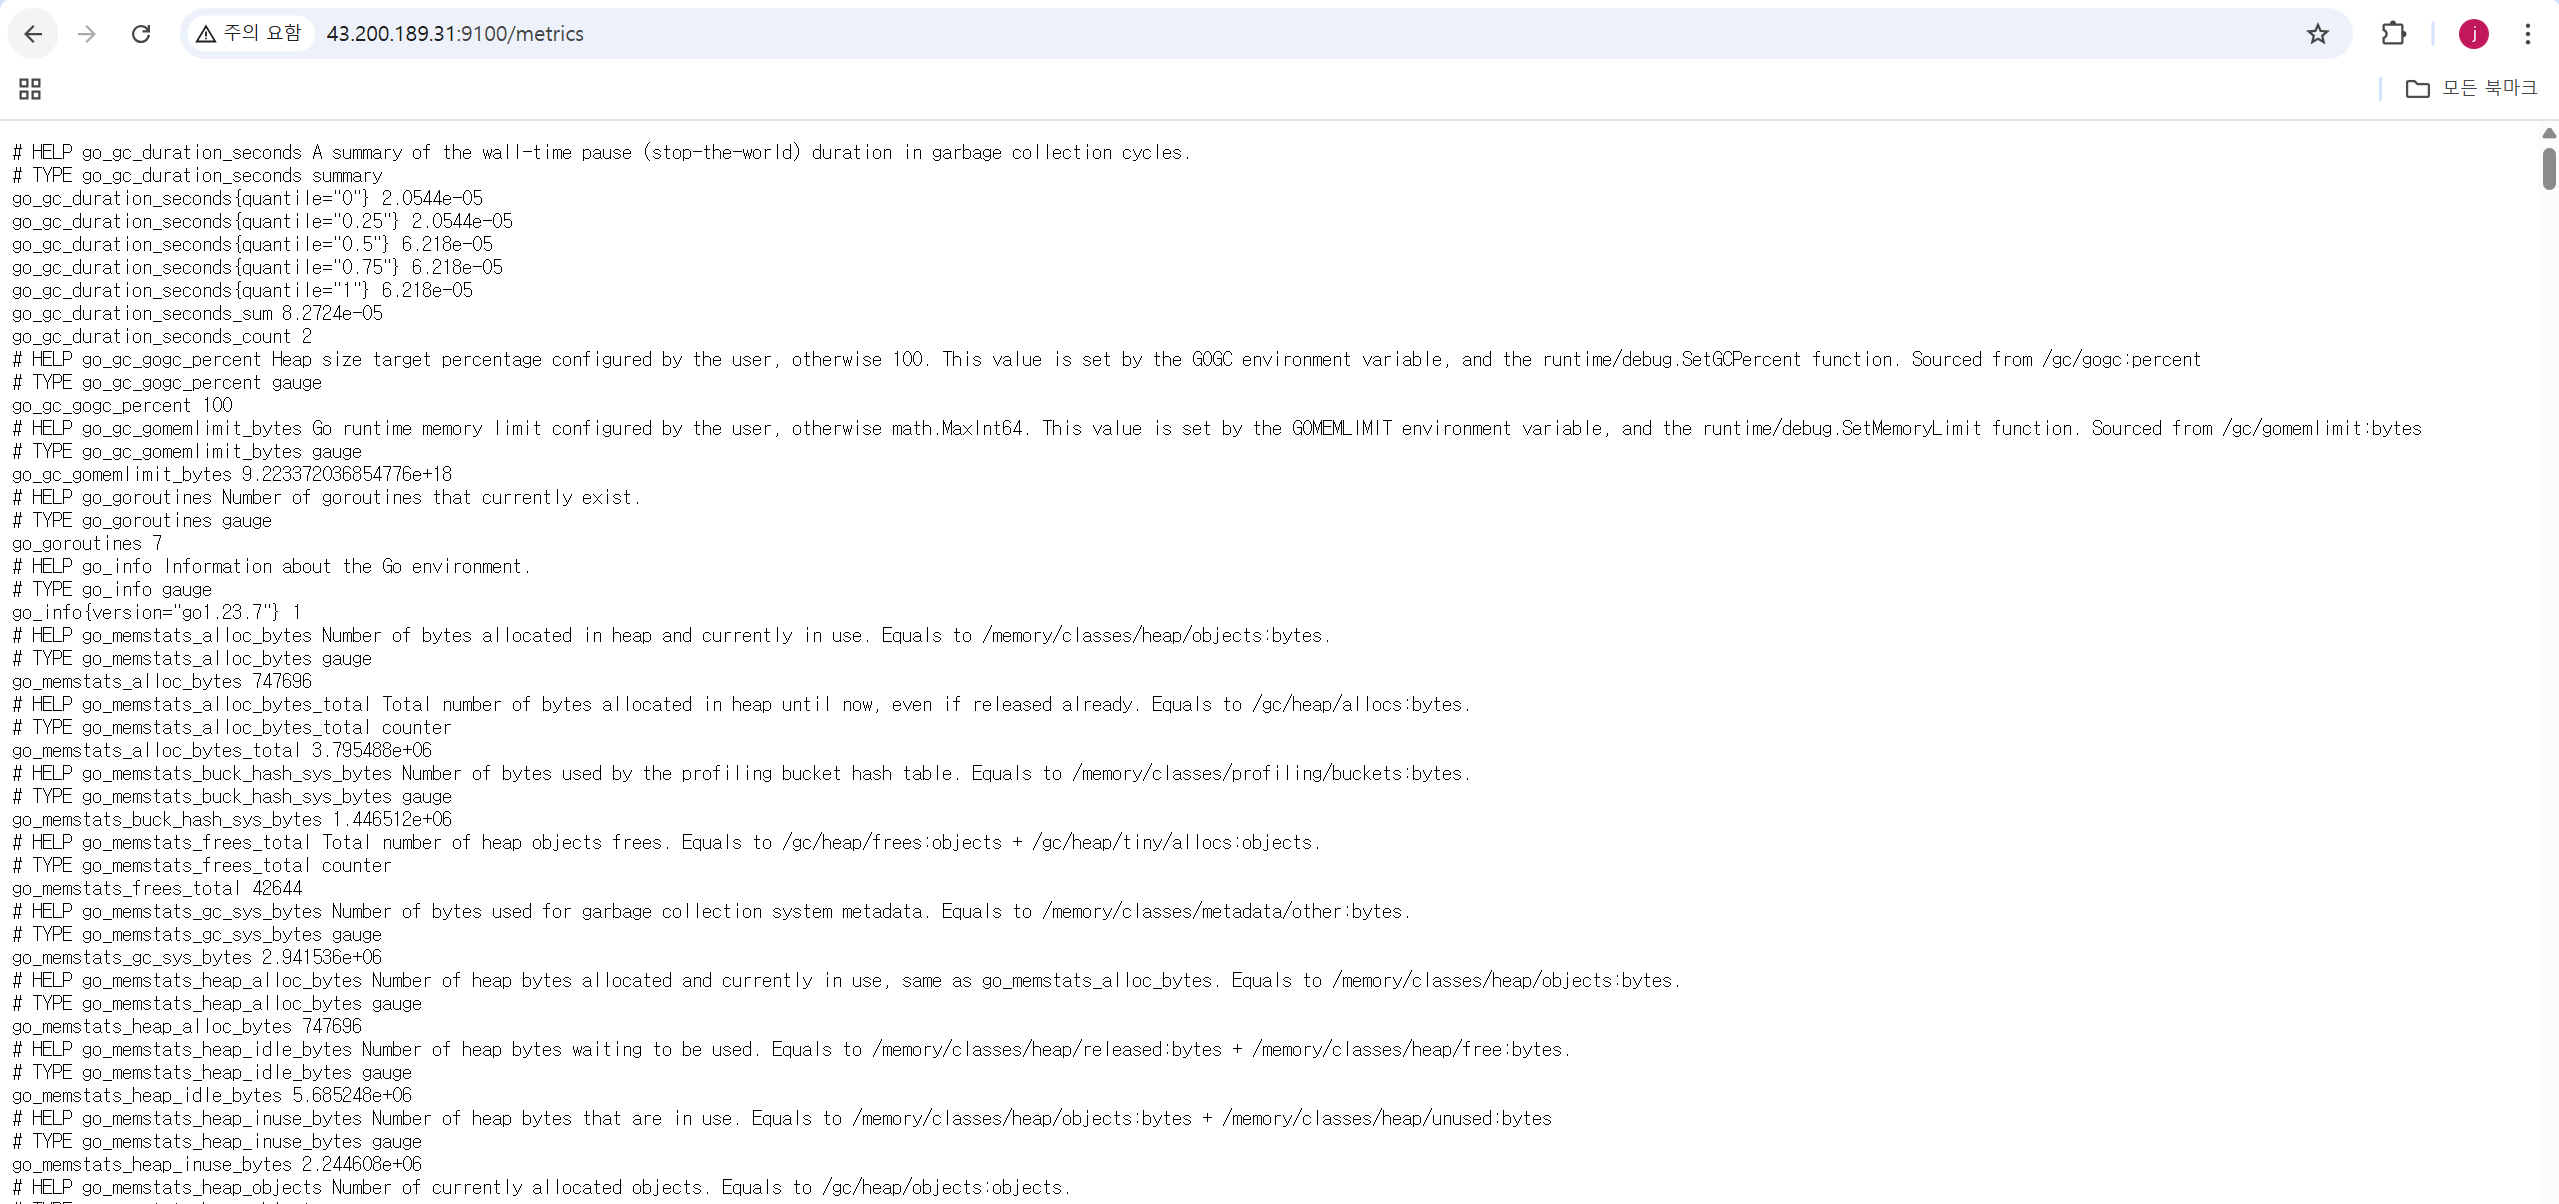 주의 요함
43.200.189.31:9100/metrics
j
모든 북마크
# HELP go_gc_duration_seconds A summary of the wall-time pause (stop-the-world) duration in garbage collection cycles.
# TYPE go_gc_duration_seconds summary
go_gc_duration_seconds{quantile="0"} 2.0544e-05
go_gc_duration_seconds{quantile="0.25"} 2.0544e-05
go_gc_duration_seconds{quantile="0.5"} 6.218e-05
go_gc_duration_seconds{quantile="0.75"} 6.218e-05
go_gc_duration_seconds{quantile="1"} 6.218e-05
go_gc_duration_seconds_sum 8.2724e-05
go_gc_duration_seconds_count 2
# HELP go_gc_gogc_percent Heap size target percentage configured by the user, otherwise 100. This value is set by the GOGC environment variable, and the runtime/debug.SetGCPercent function. Sourced from /gc/gogc:percent
# TYPE go_gc_gogc_percent gauge
go_gc_gogc_percent 100
# HELP go_gc_gomemlimit_bytes Go runtime memory limit configured by the user, otherwise math.MaxInt64. This value is set by the GOMEMLIMIT environment variable, and the runtime/debug.SetMemoryLimit function. Sourced from /gc/gomemlimit:bytes
# TYPE go_gc_gomemlimit_bytes gauge
go_gc_gomemlimit_bytes 9.223372036854776e+18
# HELP go_goroutines Number of goroutines that currently exist.
# TYPE go_goroutines gauge
go_goroutines 7
# HELP go_info Information about the Go environment.
# TYPE go_info gauge
go_info{version="go1.23.7"} 1
# HELP go_memstats_alloc_bytes Number of bytes allocated in heap and currently in use. Equals to /memory/classes/heap/objects:bytes.
# TYPE go_memstats_alloc_bytes gauge
go_memstats_alloc_bytes 747696
# HELP go_memstats_alloc_bytes_total Total number of bytes allocated in heap until now, even if released already. Equals to /gc/heap/allocs:bytes.
# TYPE go_memstats_alloc_bytes_total counter
go_memstats_alloc_bytes_total 3.795488e+06
# HELP go_memstats_buck_hash_sys_bytes Number of bytes used by the profiling bucket hash table. Equals to /memory/classes/profiling/buckets:bytes.
# TYPE go_memstats_buck_hash_sys_bytes gauge
go_memstats_buck_hash_sys_bytes 1.446512e+06
# HELP go_memstats_frees_total Total number of heap objects frees. Equals to /gc/heap/frees:objects + /gc/heap/tiny/allocs:objects.
# TYPE go_memstats_frees_total counter
go_memstats_frees_total 42644
# HELP go_memstats_gc_sys_bytes Number of bytes used for garbage collection system metadata. Equals to /memory/classes/metadata/other:bytes.
# TYPE go_memstats_gc_sys_bytes gauge
go_memstats_gc_sys_bytes 2.941536e+06
# HELP go_memstats_heap_alloc_bytes Number of heap bytes allocated and currently in use, same as go_memstats_alloc_bytes. Equals to /memory/classes/heap/objects:bytes.
# TYPE go_memstats_heap_alloc_bytes gauge
go_memstats_heap_alloc_bytes 747696
# HELP go_memstats_heap_idle_bytes Number of heap bytes waiting to be used. Equals to /memory/classes/heap/released:bytes + /memory/classes/heap/free:bytes.
# TYPE go_memstats_heap_idle_bytes gauge
go_memstats_heap_idle_bytes 5.685248e+06
# HELP go_memstats_heap_inuse_bytes Number of heap bytes that are in use. Equals to /memory/classes/heap/objects:bytes + /memory/classes/heap/unused:bytes
# TYPE go_memstats_heap_inuse_bytes gauge
go_memstats_heap_inuse_bytes 2.244608e+06
# HELP go_memstats_heap_objects Number of currently allocated objects. Equals to /gc/heap/objects:objects.